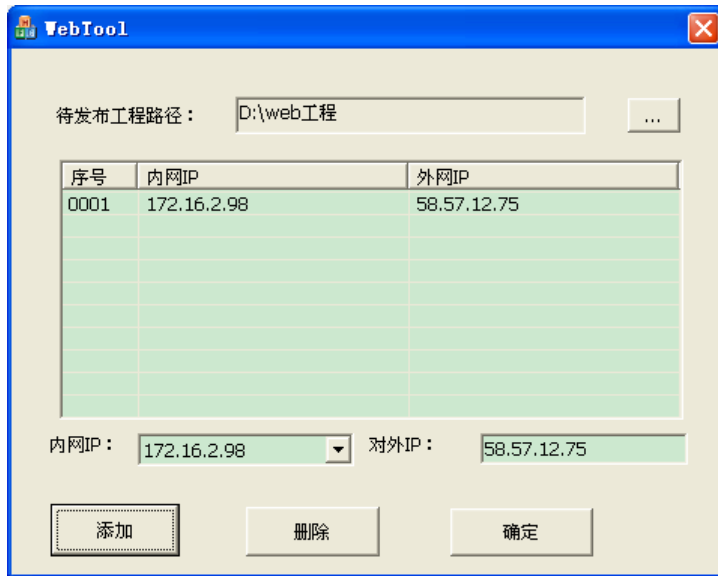 WebTool
待发布工程路径： D:\web工程 ...
序号 内网IP 外网IP
0001 172.16.2.98 58.57.12.75
内网IP： 172.16.2.98 对外IP： 58.57.12.75
添加 删除 确定